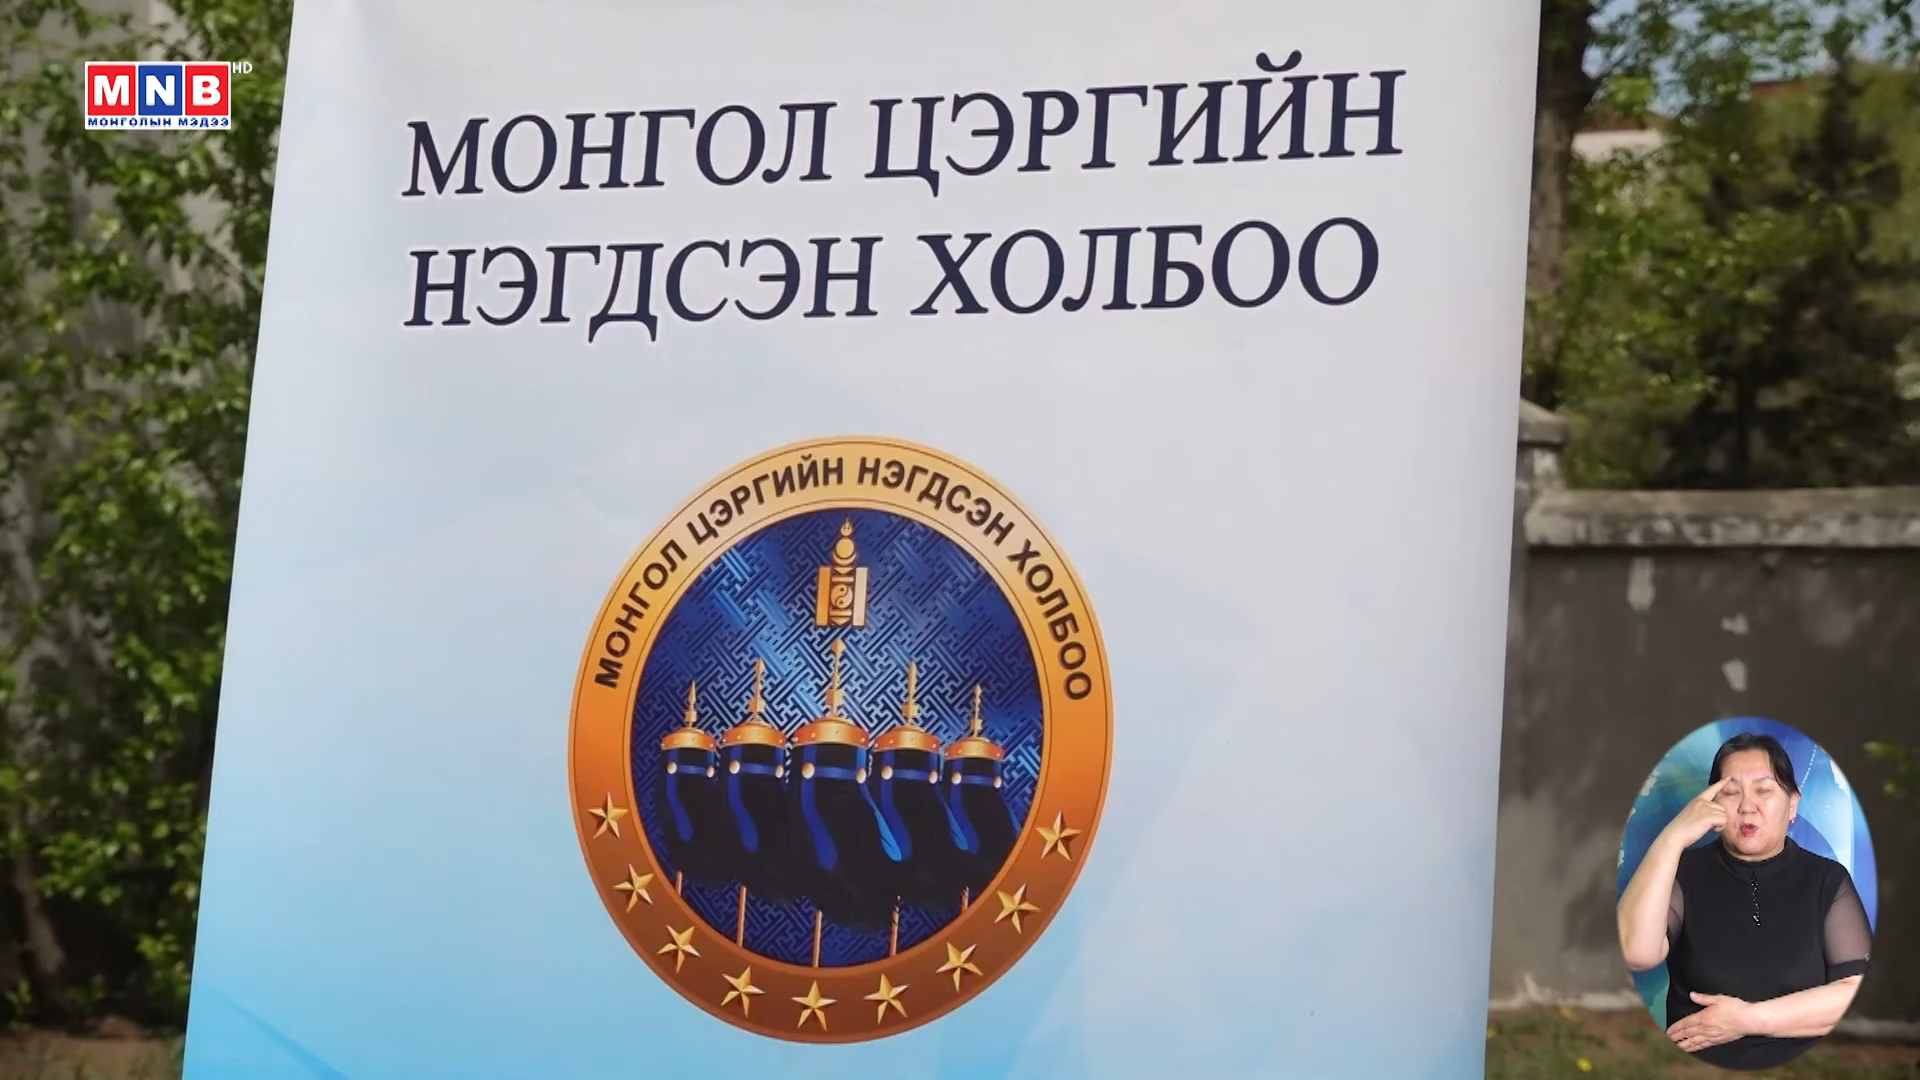 MNB HD
МОНГОЛЫН МЭДЭЭ
МОНГОЛ ЦЭРГИЙН
НЭГДСЭН ХОЛБОО
МОНГОЛ ЦЭРГИЙН НЭГДСЭН ХОЛБОО